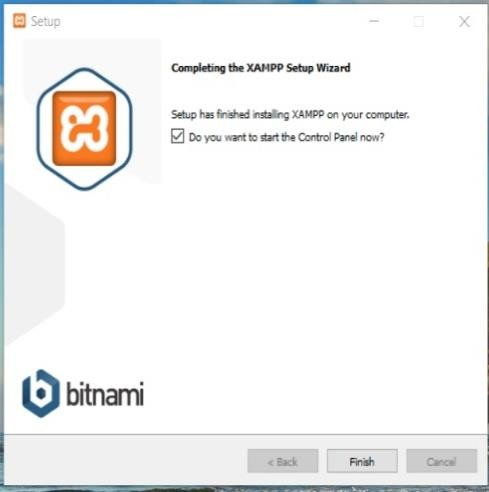 Setup
Completing the XAMPP Setup Wizard
Setup has finished installing XAMPP on your computer.
Do you want to start the Control Panel now?
bitnami
< Back
Finish
Cancel